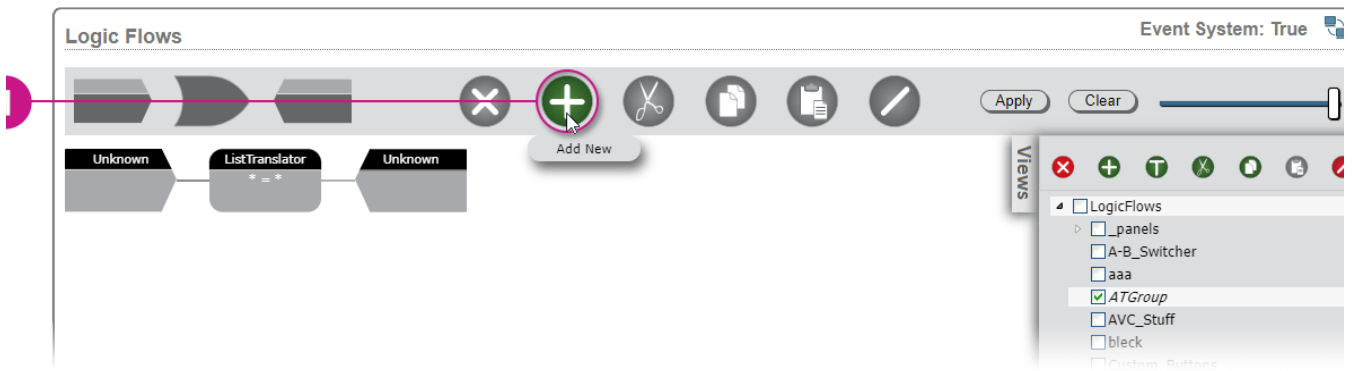 Logic Flows
Event System: True
Apply
Clear
Add New
Unknown
ListTranslator
* = *
Unknown
Views
T
LogicFlows
_panels
A-B_Switcher
aaa
ATGroup
AVC_Stuff
bleck
Custom_Buttons